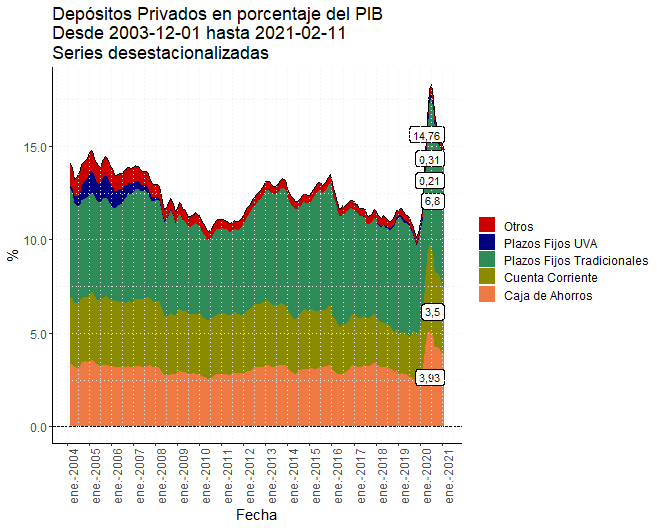 Depósitos Privados en porcentaje del PIB
Desde 2003-12-01 hasta 2021-02-11
Series desestacionalizadas
%
15.0
10.0
5.0
0.0
14,76
0,31
0,21
6,8
3,5
3,93
Otros
Plazos Fijos UVA
Plazos Fijos Tradicionales
Cuenta Corriente
Caja de Ahorros
ene.-2004
ene.-2005
ene.-2006
ene.-2007
ene.-2008
ene.-2009
ene.-2010
ene.-2011
ene.-2012
ene.-2013
ene.-2014
ene.-2015
ene.-2016
ene.-2017
ene.-2018
ene.-2019
ene.-2020
ene.-2021
Fecha